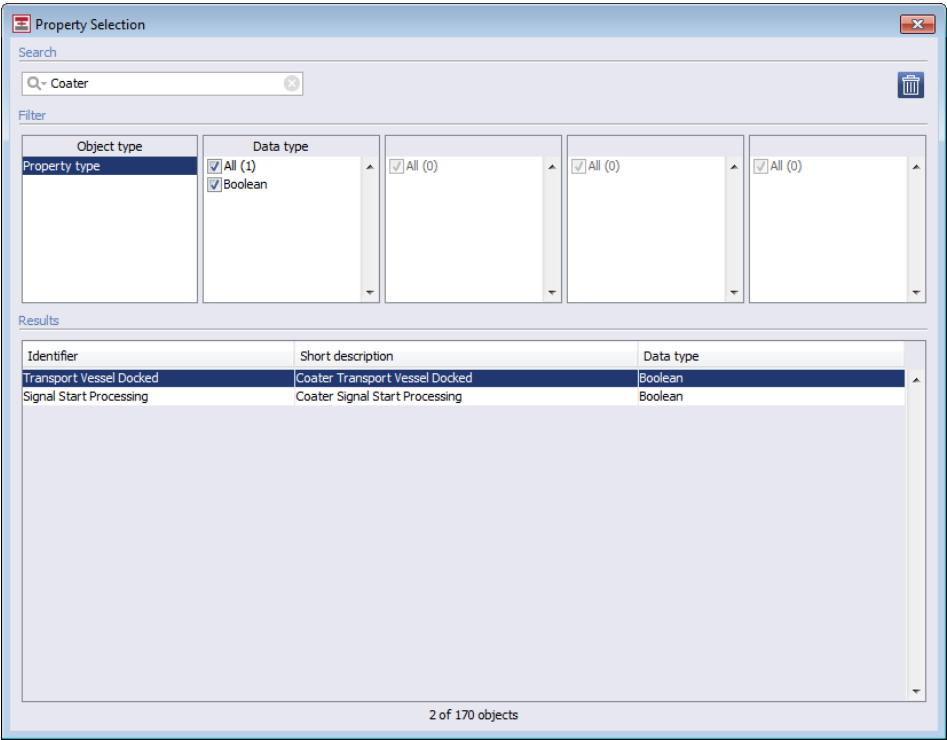 Property Selection
Search
Coater
Filter
Object type Data type
Property type All (1) All (0) All (0) All (0)
Boolean
Results
Identifier Short description Data type
Transport Vessel Docked Coater Transport Vessel Docked Boolean
Signal Start Processing Coater Signal Start Processing Boolean
2 of 170 objects